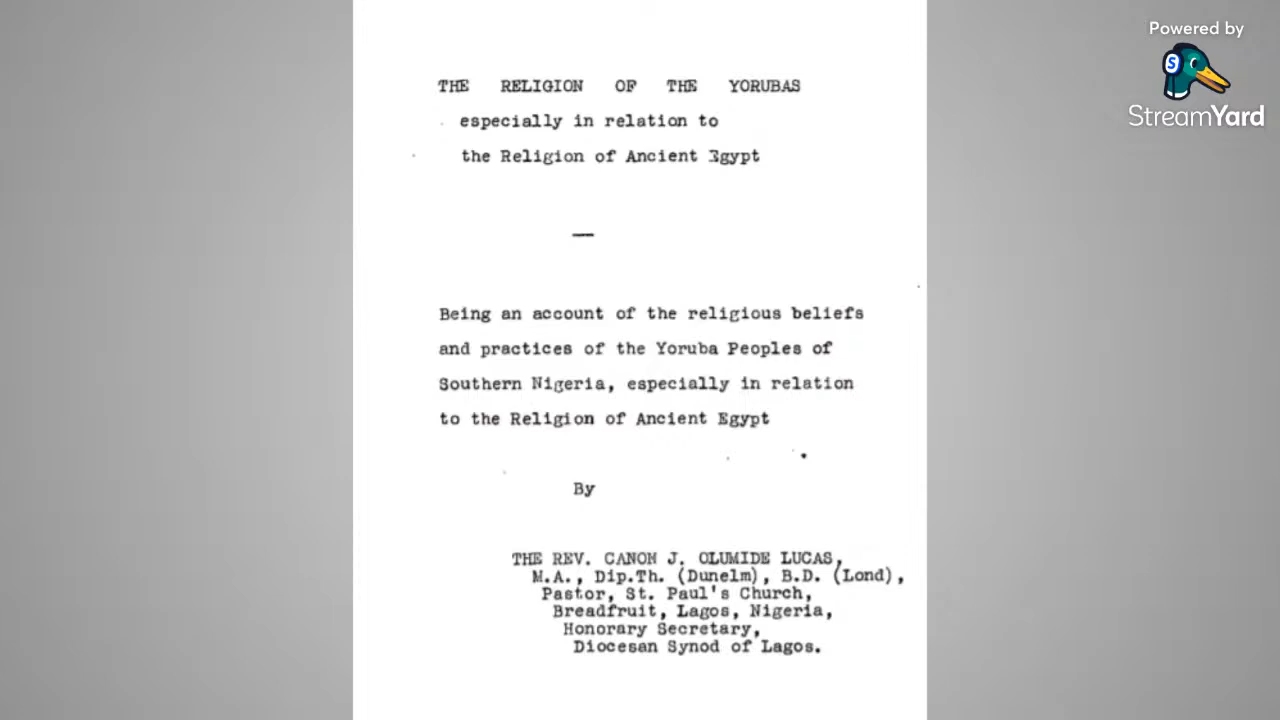 THE RELIGION OF THE YORUBAS
especially in relation to
the Religion of Ancient Egypt
—
Being an account of the religious beliefs
and practices of the Yoruba Peoples of
Southern Nigeria, especially in relation
to the Religion of Ancient Egypt
By
THE REV. CANON J. OLUMIDE LUCAS,
M.A., Dip.Th. (Dunelm), B.D. (Lond),
Pastor, St. Paul's Church,
Breadfruit, Lagos, Nigeria,
Honorary Secretary,
Diocesan Synod of Lagos.
Powered by
S
StreamYard